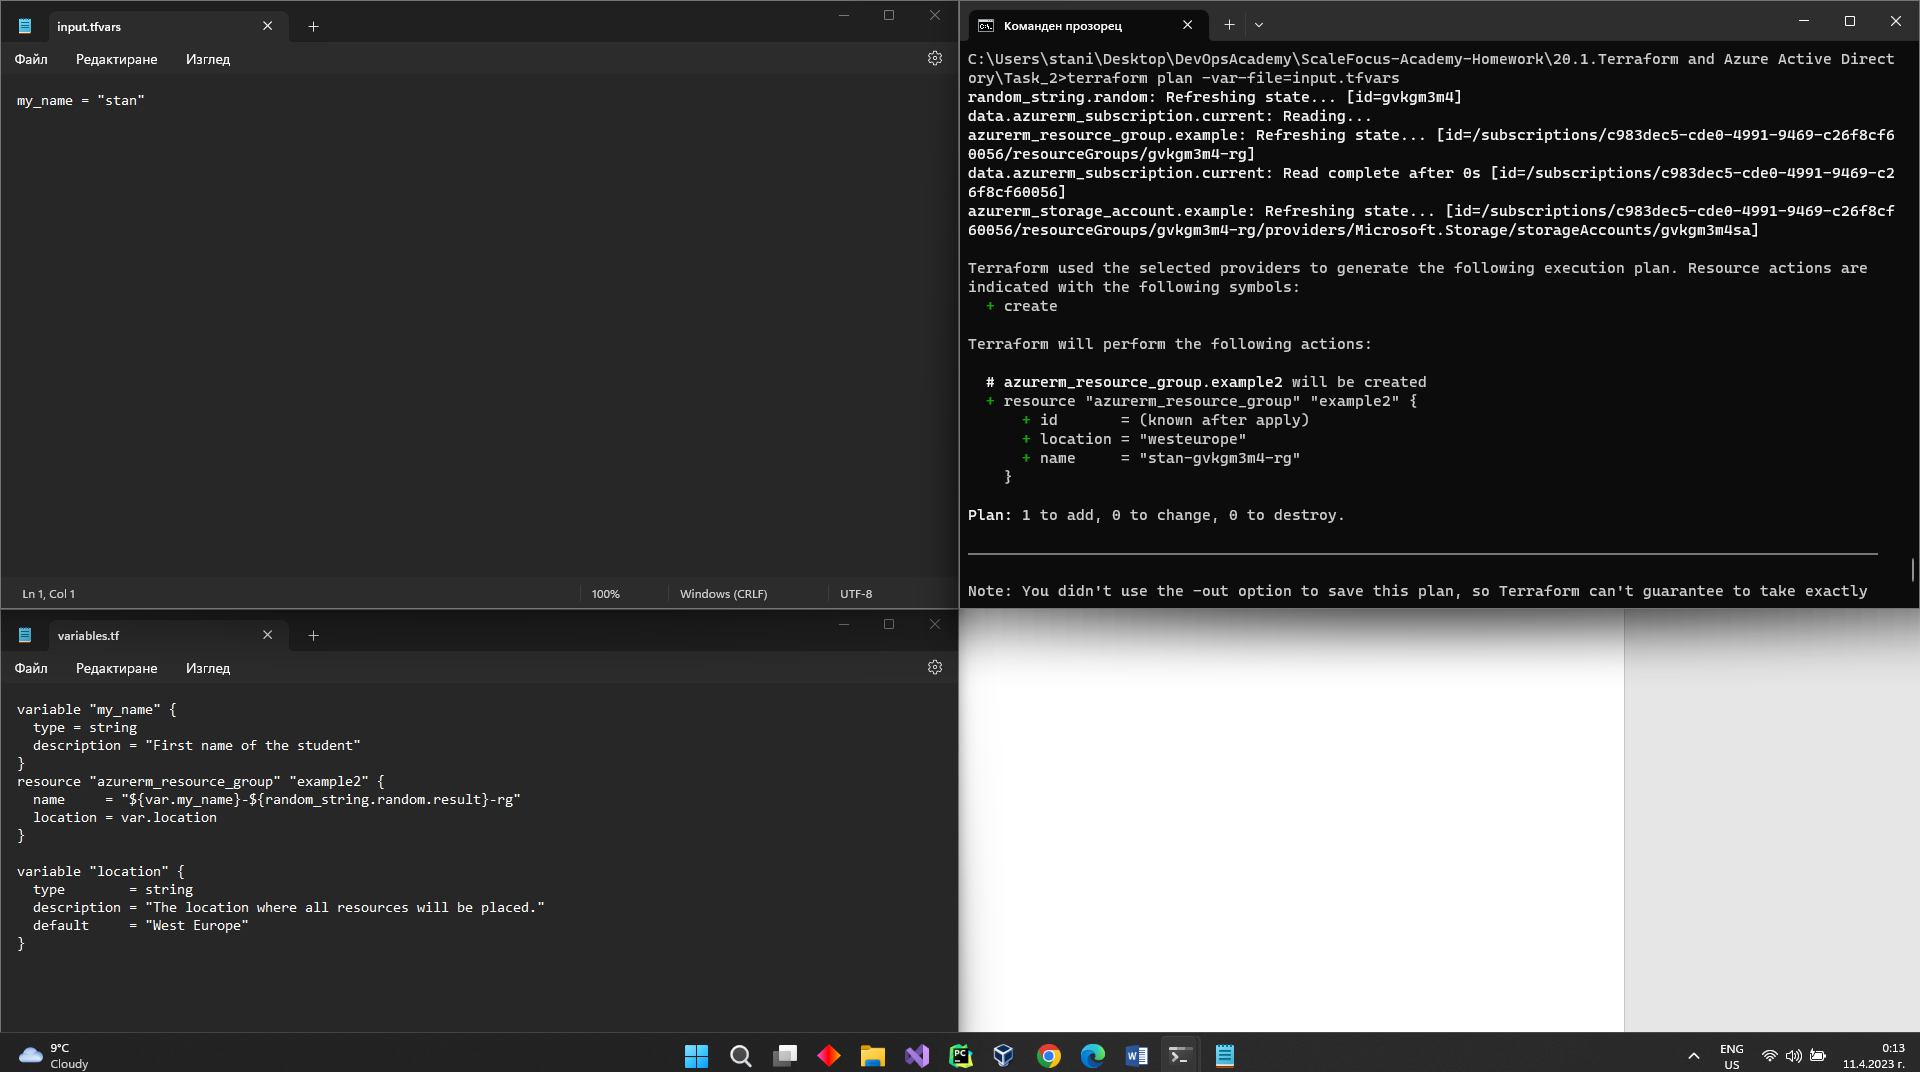 input.tfvars
Файл Редактиране Изглед
my_name = "stan"
Ln 1, Col 1 100% Windows (CRLF) UTF-8
variables.tf
Файл Редактиране Изглед
variable "my_name" {
  type = string
  description = "First name of the student"
}
resource "azurerm_resource_group" "example2" {
  name     = "${var.my_name}-${random_string.random.result}-rg"
  location = var.location
}
variable "location" {
  type        = string
  description = "The location where all resources will be placed."
  default     = "West Europe"
}
Команден прозорец
C:\Users\stani\Desktop\DevOpsAcademy\ScaleFocus-Academy-Homework\20.1.Terraform and Azure Active Direct
ory\Task_2>terraform plan -var-file=input.tfvars
random_string.random: Refreshing state... [id=gvkgm3m4]
data.azurerm_subscription.current: Reading...
azurerm_resource_group.example: Refreshing state... [id=/subscriptions/c983dec5-cde0-4991-9469-c26f8cf6
0056/resourceGroups/gvkgm3m4-rg]
data.azurerm_subscription.current: Read complete after 0s [id=/subscriptions/c983dec5-cde0-4991-9469-c2
6f8cf60056]
azurerm_storage_account.example: Refreshing state... [id=/subscriptions/c983dec5-cde0-4991-9469-c26f8cf
60056/resourceGroups/gvkgm3m4-rg/providers/Microsoft.Storage/storageAccounts/gvkgm3m4sa]
Terraform used the selected providers to generate the following execution plan. Resource actions are
indicated with the following symbols:
  + create
Terraform will perform the following actions:
  # azurerm_resource_group.example2 will be created
  + resource "azurerm_resource_group" "example2" {
      + id       = (known after apply)
      + location = "westeurope"
      + name     = "stan-gvkgm3m4-rg"
    }
Plan: 1 to add, 0 to change, 0 to destroy.
Note: You didn't use the -out option to save this plan, so Terraform can't guarantee to take exactly
9°C
Cloudy
ENG
US
0:13
11.4.2023 г.